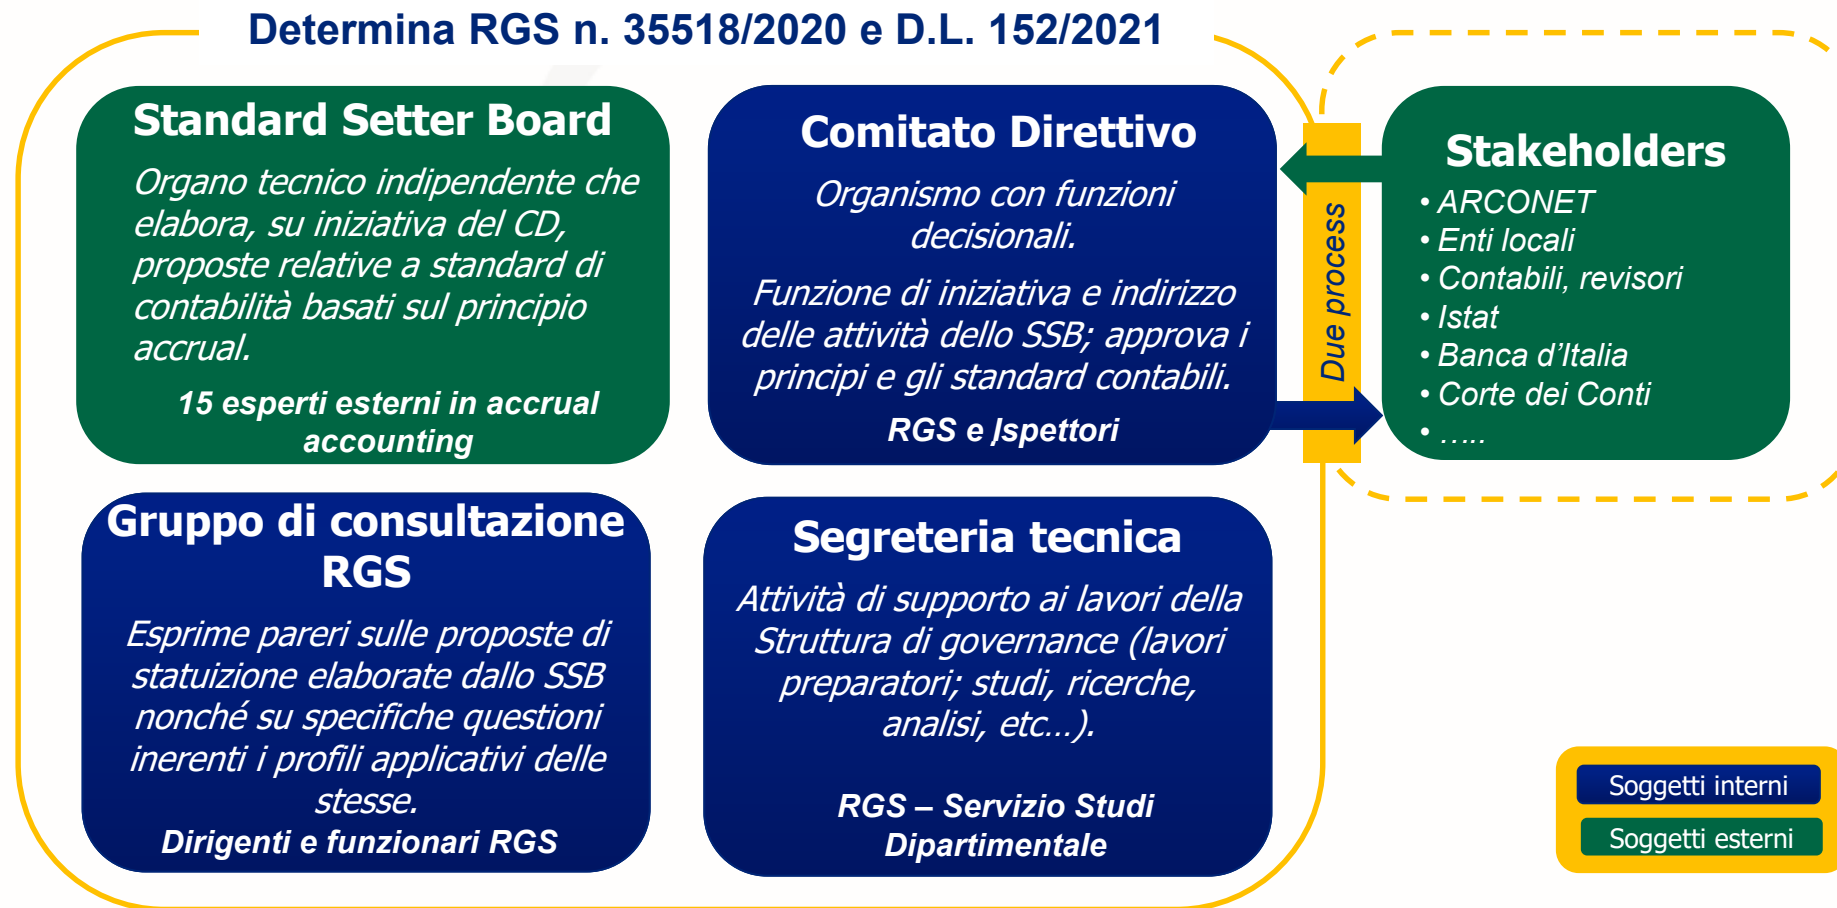 Determina RGS n. 35518/2020 e D.L. 152/2021
Standard Setter Board
Organo tecnico indipendente che
elabora, su iniziativa del CD,
proposte relative a standard di
contabilità basati sul principio
accrual.
15 esperti esterni in accrual
accounting
Comitato Direttivo
Organismo con funzioni
decisionali.
Funzione di iniziativa e indirizzo
delle attività dello SSB; approva i
principi e gli standard contabili.
RGS e Ispettori
Due process
Stakeholders
• ARCONET
• Enti locali
• Contabili, revisori
• Istat
• Banca d’Italia
• Corte dei Conti
• …..
Gruppo di consultazione
RGS
Esprime pareri sulle proposte di
statuizione elaborate dallo SSB
nonché su specifiche questioni
inerenti i profili applicativi delle
stesse.
Dirigenti e funzionari RGS
Segreteria tecnica
Attività di supporto ai lavori della
Struttura di governance (lavori
preparatori; studi, ricerche,
analisi, etc…).
RGS – Servizio Studi
Dipartimentale
Soggetti interni
Soggetti esterni